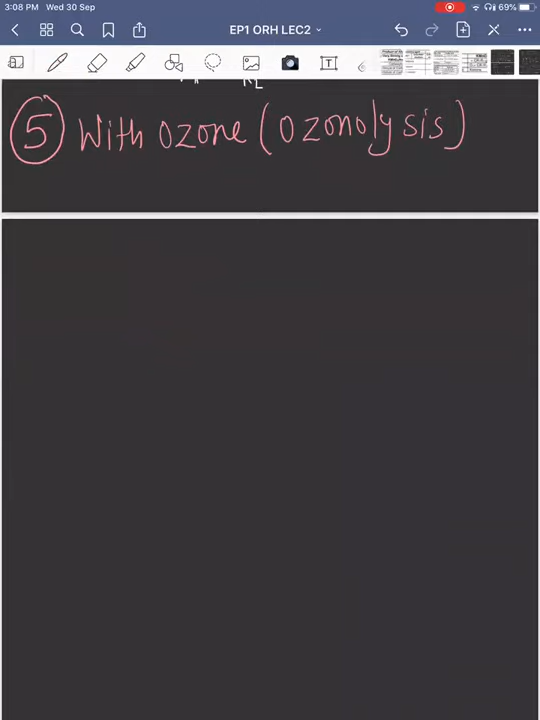 3:08 PM Wed 30 Sep
69%
EP1 ORH LEC2
T
5 With ozone (ozonolysis)